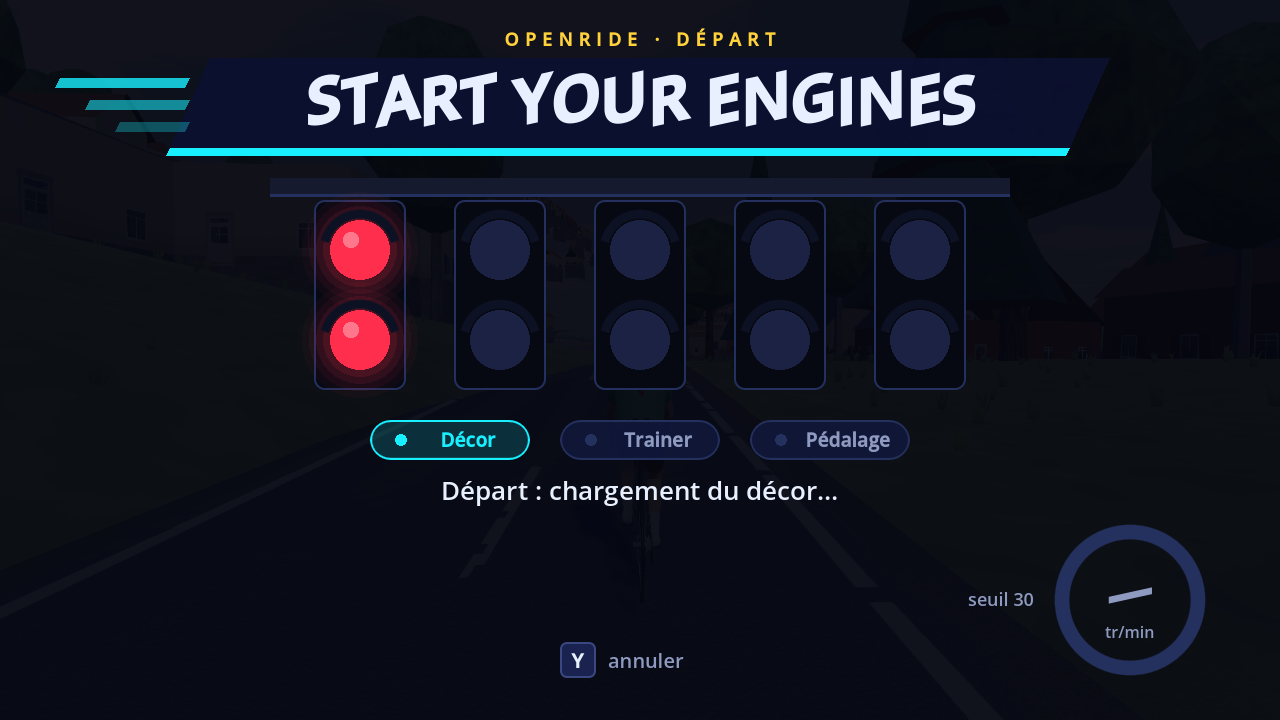 OPENRIDE · DÉPART
START YOUR ENGINES
Décor
Trainer
Pédalage
Départ : chargement du décor...
seuil 30
—
tr/min
Y annuler